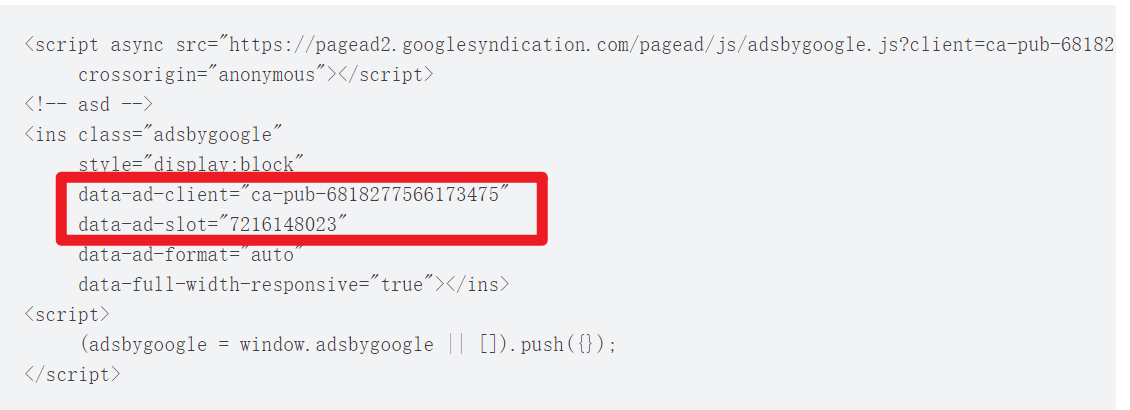 <script async src="https://pagead2.googlesyndication.com/pagead/js/adsbygoogle.js?client=ca-pub-68182
crossorigin="anonymous"></script>
<!-- asd -->
<ins class="adsbygoogle"
style="display:block"
data-ad-client="ca-pub-6818277566173475"
data-ad-slot="7216148023"
data-ad-format="auto"
data-full-width-responsive="true"></ins>
<script>
(adsbygoogle = window.adsbygoogle || []).push({});
</script>